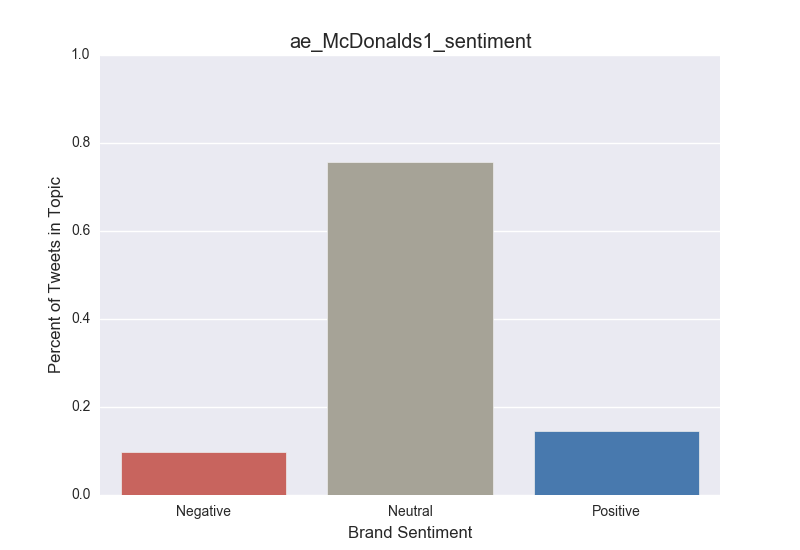 ae_McDonalds1_sentiment
1.0
0.8
0.6
0.4
0.2
0.0
Percent of Tweets in Topic
Negative Neutral Positive
Brand Sentiment